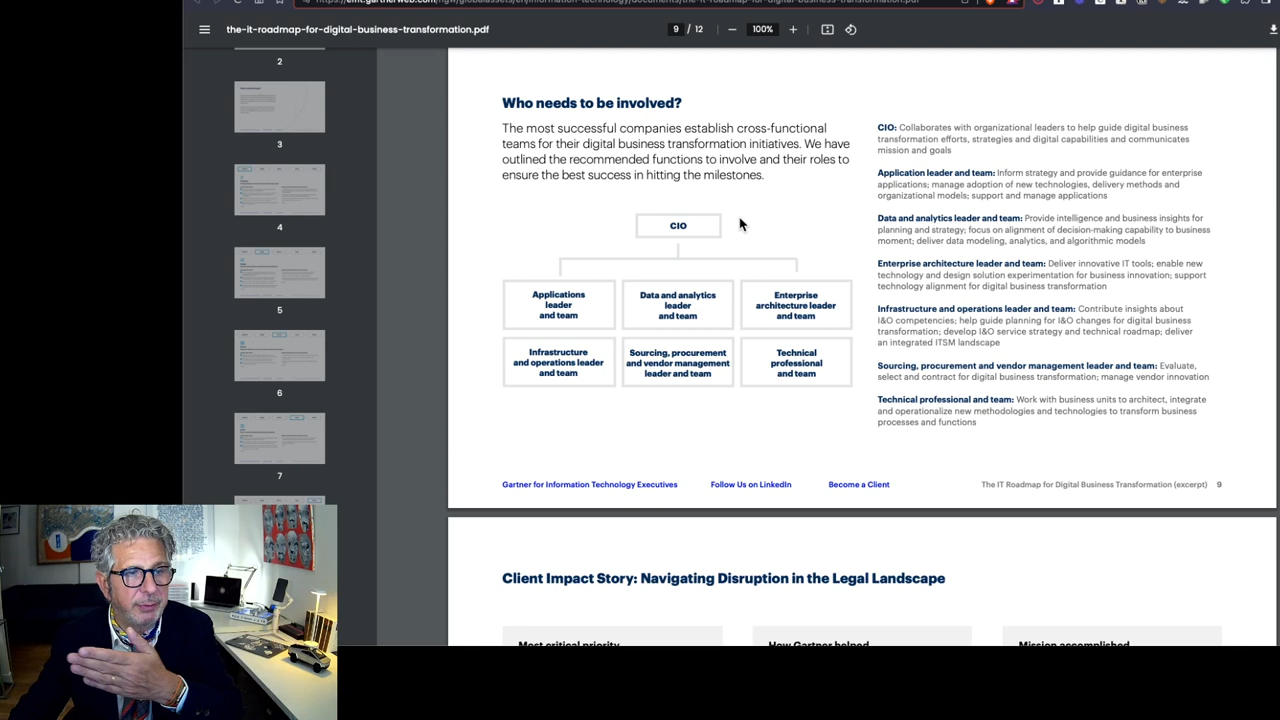 the-it-roadmap-for-digital-business-transformation.pdf
9 / 12
100%
2
3
4
5
6
7
Who needs to be involved?
The most successful companies establish cross-functional
teams for their digital business transformation initiatives. We have
outlined the recommended functions to involve and their roles to
ensure the best success in hitting the milestones.
CIO
Applications
leader
and team
Data and analytics
leader
and team
Enterprise
architecture leader
and team
Infrastructure
and operations leader
and team
Sourcing, procurement
and vendor management
leader and team
Technical
professional
and team
CIO: Collaborates with organizational leaders to help guide digital business
transformation efforts, strategies and digital capabilities and communicates
mission and goals
Application leader and team: Inform strategy and provide guidance for enterprise
applications; manage adoption of new technologies, delivery methods and
organizational models; support and manage applications
Data and analytics leader and team: Provide intelligence and business insights for
planning and strategy; focus on alignment of decision-making capability to business
moment; deliver data modeling, analytics, and algorithmic models
Enterprise architecture leader and team: Deliver innovative IT tools; enable new
technology and design solution experimentation for business innovation; support
technology alignment for digital business transformation
Infrastructure and operations leader and team: Contribute insights about
I&O competencies; help guide planning for I&O changes for digital business
transformation; develop I&O service strategy and technical roadmap; deliver
an integrated ITSM landscape
Sourcing, procurement and vendor management leader and team: Evaluate,
select and contract for digital business transformation; manage vendor innovation
Technical professional and team: Work with business units to architect, integrate
and operationalize new methodologies and technologies to transform business
processes and functions
Gartner for Information Technology Executives
Follow Us on LinkedIn
Become a Client
The IT Roadmap for Digital Business Transformation (excerpt) 9
Client Impact Story: Navigating Disruption in the Legal Landscape
Most critical priority
How Gartner helped
Mission accomplished